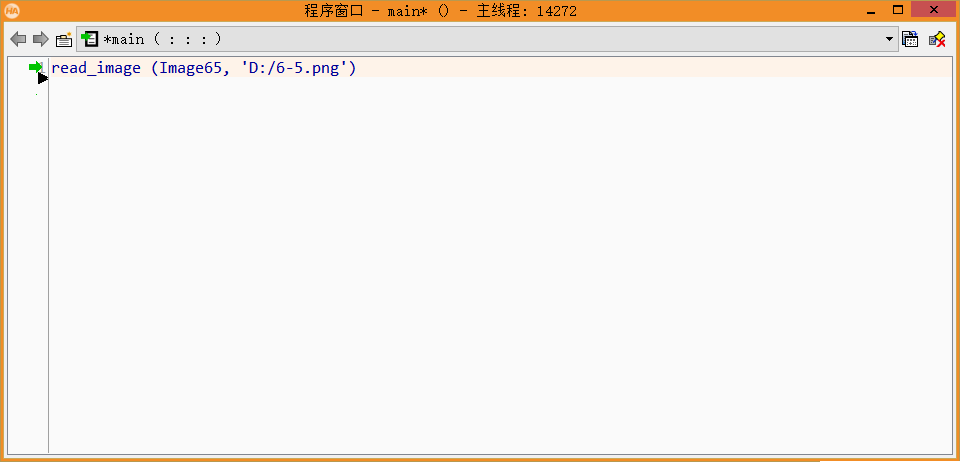 程序窗口 - main* () - 主线程: 14272
*main ( : : : )
read_image (Image65, 'D:/6-5.png')